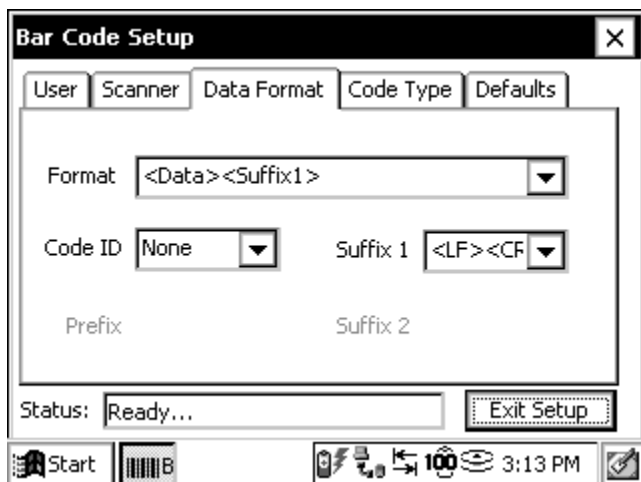 Bar Code Setup
User Scanner Data Format Code Type Defaults
Format <Data><Suffix1>
Code ID None Suffix 1 <LF><CR
Prefix Suffix 2
Status: Ready... Exit Setup
Start B 100 3:13 PM